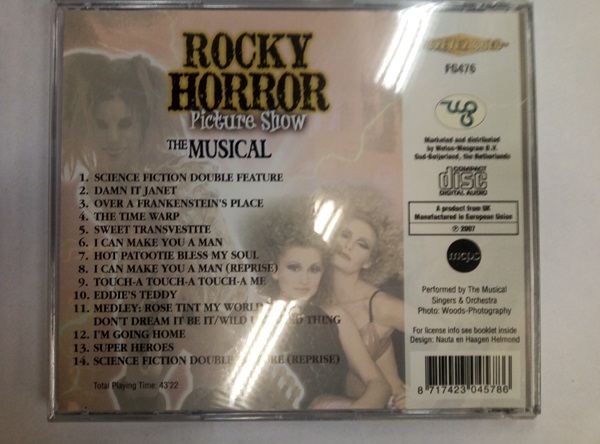 ROCKY
HORROR
Picture Show
THE MUSICAL
1. SCIENCE FICTION DOUBLE FEATURE
2. DAMN IT JANET
3. OVER A FRANKENSTEIN'S PLACE
4. THE TIME WARP
5. SWEET TRANSVESTITE
6. I CAN MAKE YOU A MAN
7. HOT PATOOTIE BLESS MY SOUL
8. I CAN MAKE YOU A MAN (REPRISE)
9. TOUCH-A TOUCH-A TOUCH-A ME
10. EDDIE'S TEDDY
11. MEDLEY: ROSE TINT MY WORLD
DON'T DREAM IT BE IT/WILD THING
12. I'M GOING HOME
13. SUPER HEROES
14. SCIENCE FICTION DOUBLE (REPRISE)
Total Playing Time: 43'22
FG476
Marketed and distributed
by Weton-Wesgram B.V.
Oud-Beijerland, the Netherlands
COMPACT
disc
DIGITAL AUDIO
A product from UK
Manufactured in European Union
℗ 2007
mcps
Performed by The Musical
Singers & Orchestra
Photo: Woods-Photography
For license info see booklet inside
Design: Nauta en Haagen Helmond
8 717423 045786